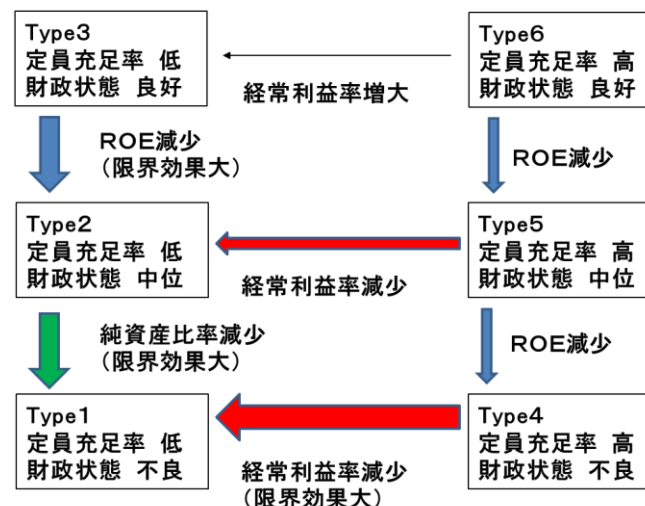 Type3
定員充足率 低
財政状態 良好
Type6
定員充足率 高
財政状態 良好
経常利益率増大
ROE減少
（限界効果大）
ROE減少
Type2
定員充足率 低
財政状態 中位
Type5
定員充足率 高
財政状態 中位
経常利益率減少
純資産比率減少
（限界効果大）
ROE減少
Type1
定員充足率 低
財政状態 不良
Type4
定員充足率 高
財政状態 不良
経常利益率減少
（限界効果大）